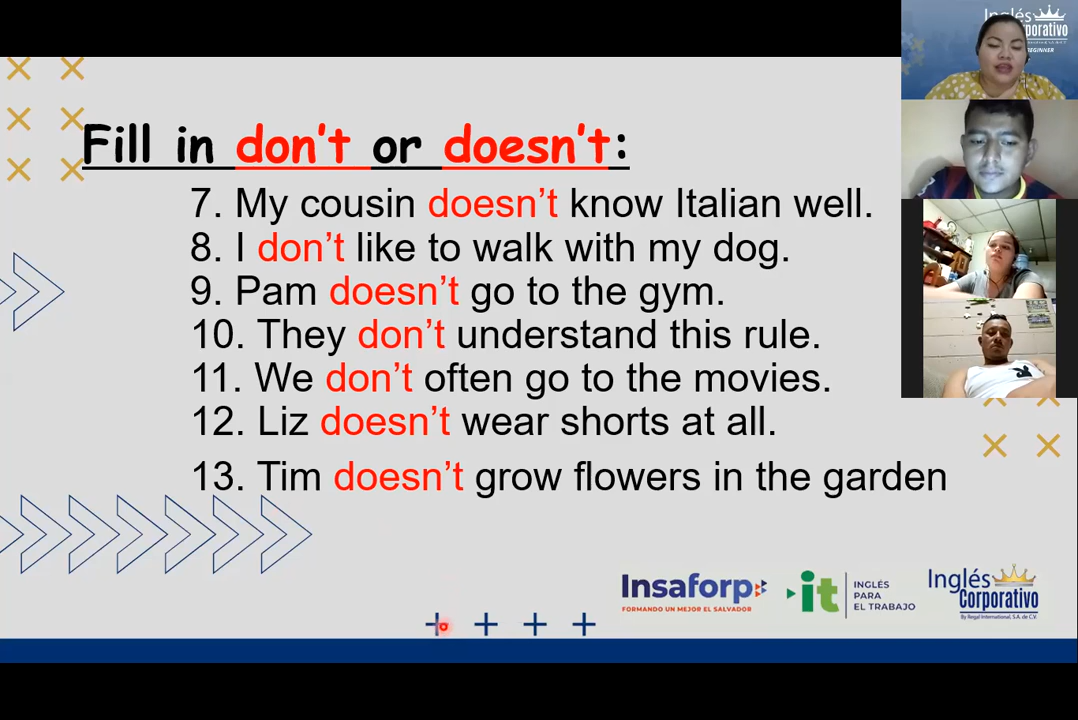 Inglés
Corporativo
BEGINNER
Fill in don't or doesn't:
7. My cousin doesn't know Italian well.
8. I don't like to walk with my dog.
9. Pam doesn't go to the gym.
10. They don't understand this rule.
11. We don't often go to the movies.
12. Liz doesn't wear shorts at all.
13. Tim doesn't grow flowers in the garden
Insaforp
FORMANDO UN MEJOR EL SALVADOR
it
INGLÉS
PARA
EL TRABAJO
Inglés
Corporativo
By Regal International, S.A. de C.V.